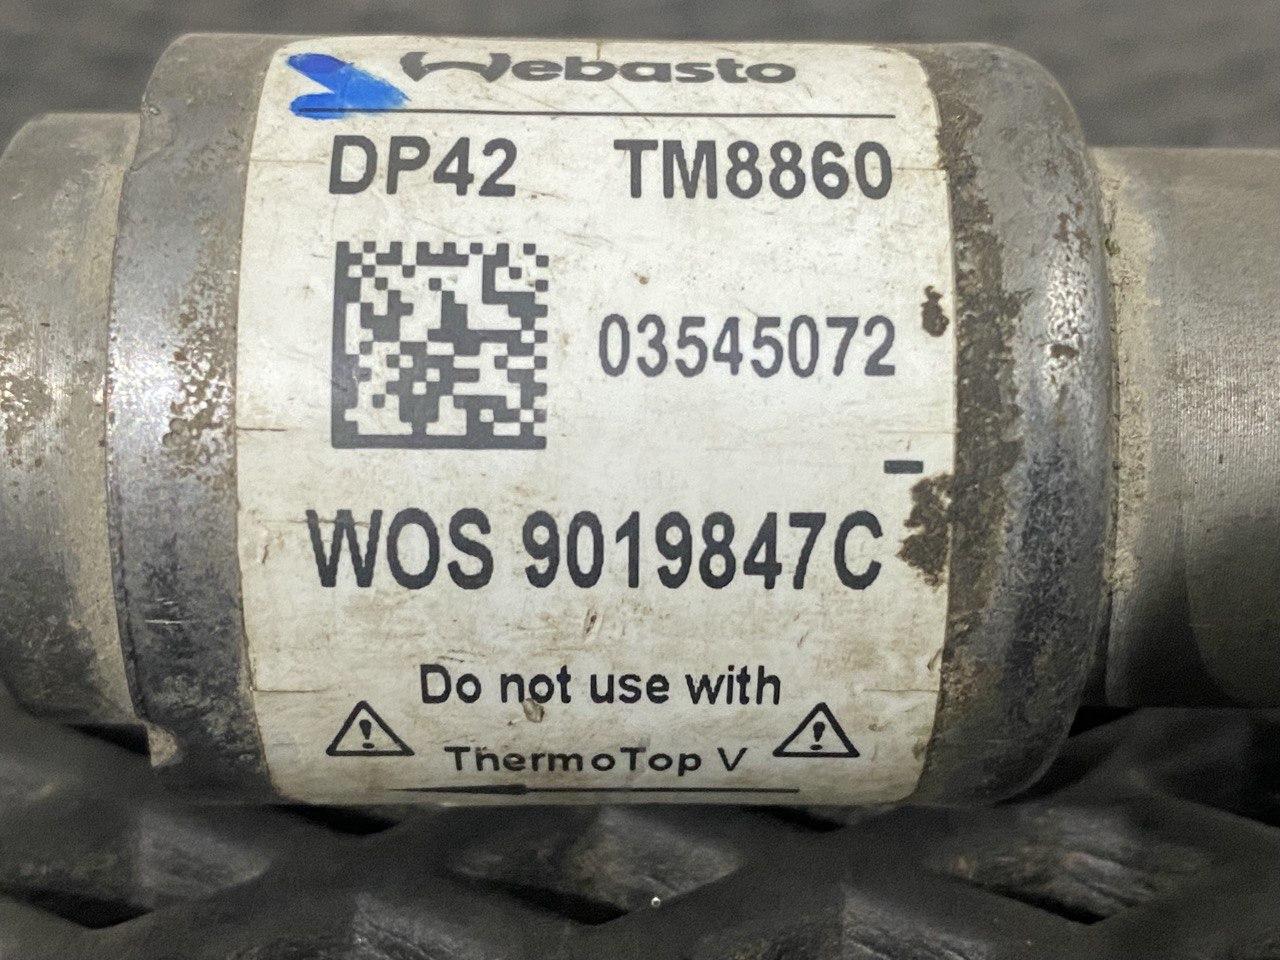 Webasto
DP42 TM8860
03545072
-
WOS 9019847C
Do not use with
ThermoTop V